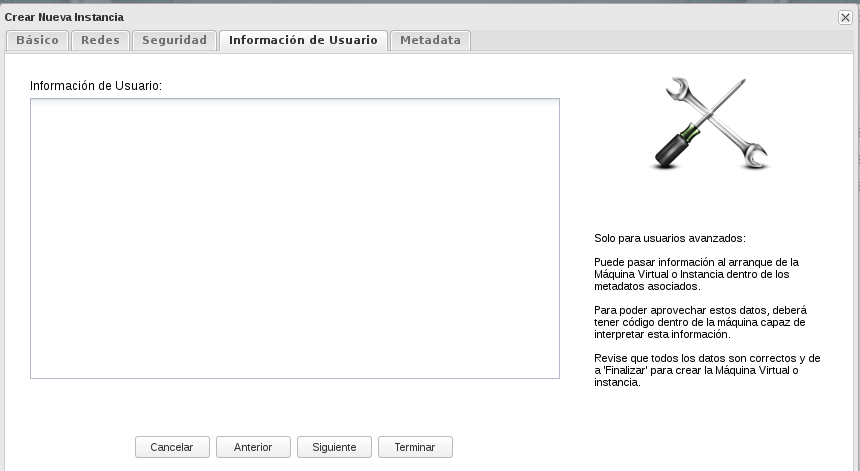 Crear Nueva Instancia
Básico Redes Seguridad Información de Usuario Metadata
Información de Usuario:
Solo para usuarios avanzados:
Puede pasar información al arranque de la
Máquina Virtual o Instancia dentro de los
metadatos asociados.
Para poder aprovechar estos datos, deberá
tener código dentro de la máquina capaz de
interpretar esta información.
Revise que todos los datos son correctos y de
a 'Finalizar' para crear la Máquina Virtual o
instancia.
Cancelar Anterior Siguiente Terminar